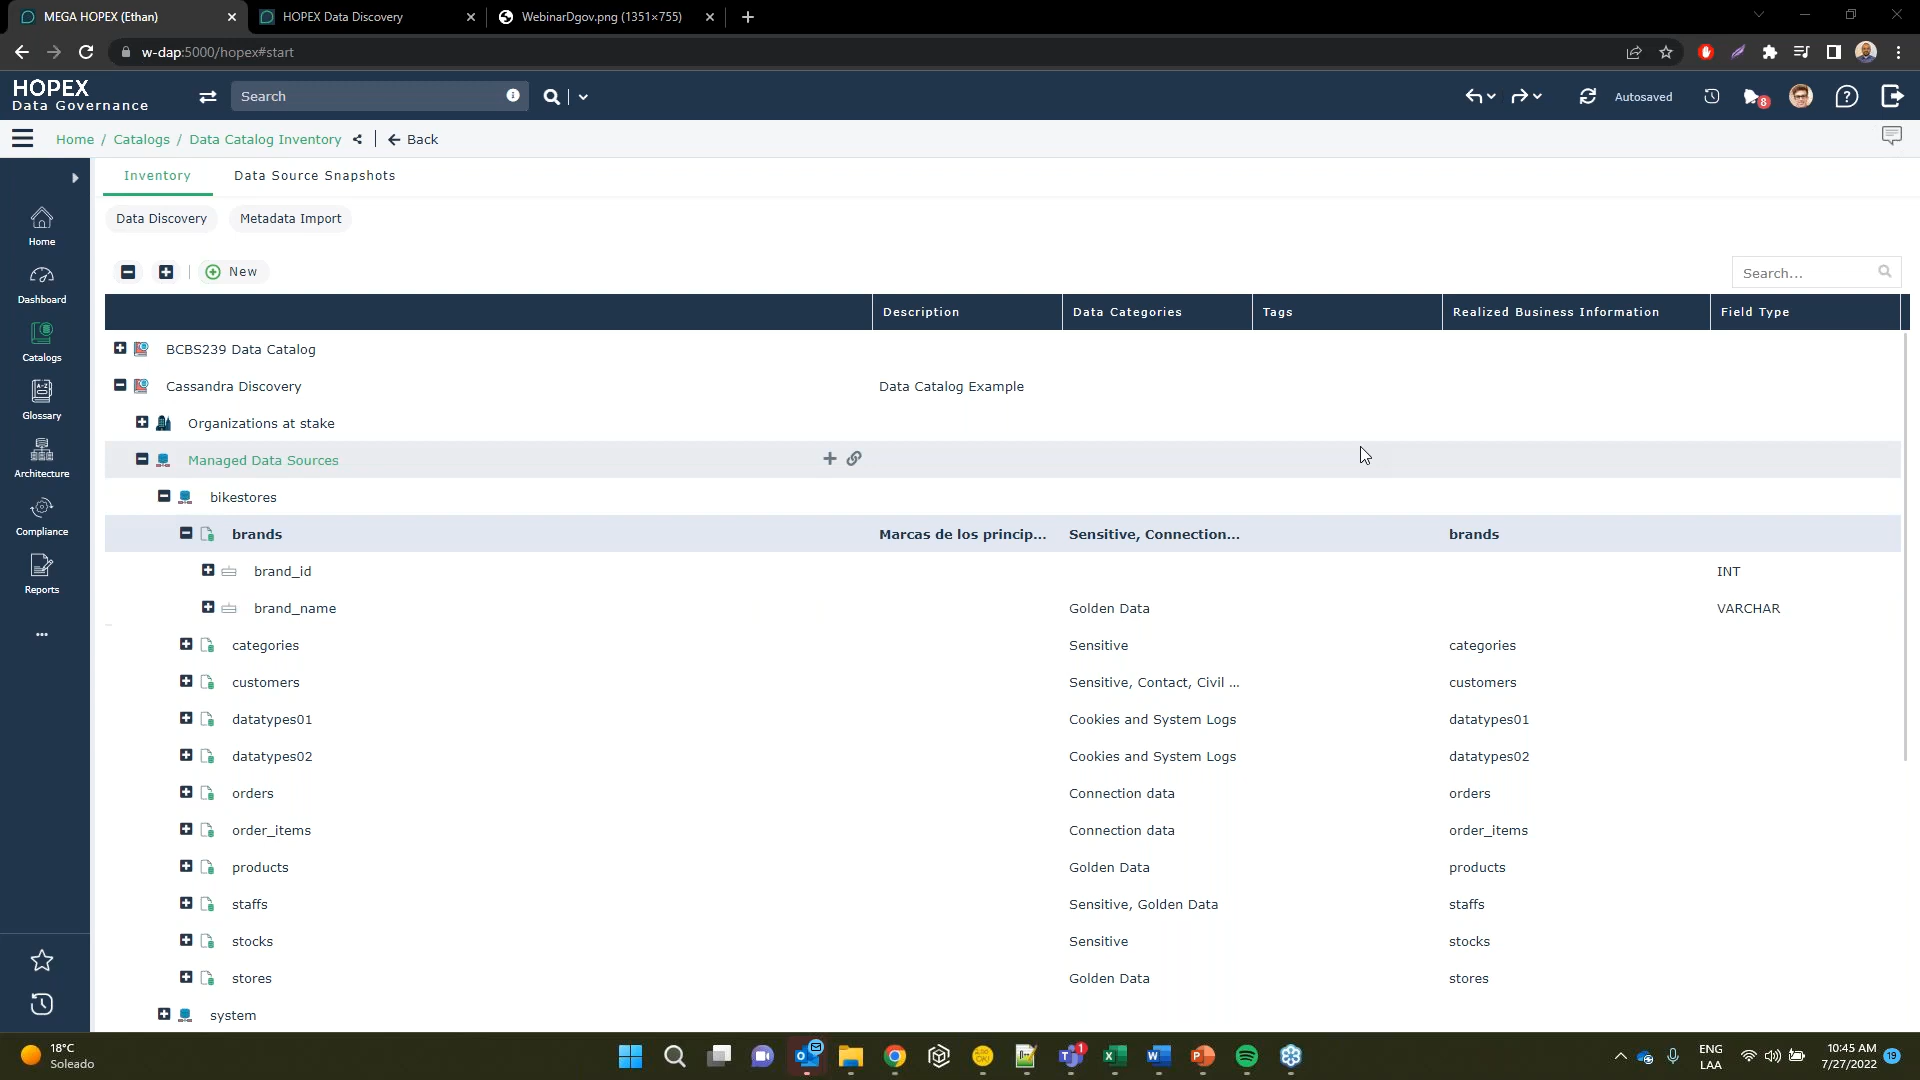 MEGA HOPEX (Ethan)
HOPEX Data Discovery
WebinarDgov.png (1351×755)
w-dap:5000/hopex#start
HOPEX
Data Governance
Search
Autosaved
8
Home / Catalogs / Data Catalog Inventory
Back
Inventory
Data Source Snapshots
Data Discovery
Metadata Import
New
Search...
Description
Data Categories
Tags
Realized Business Information
Field Type
BCBS239 Data Catalog
Cassandra Discovery
Data Catalog Example
Organizations at stake
Managed Data Sources
bikestores
brands
Marcas de los princip...
Sensitive, Connection...
brands
brand_id
INT
brand_name
Golden Data
VARCHAR
categories
Sensitive
categories
customers
Sensitive, Contact, Civil ...
customers
datatypes01
Cookies and System Logs
datatypes01
datatypes02
Cookies and System Logs
datatypes02
orders
Connection data
orders
order_items
Connection data
order_items
products
Golden Data
products
staffs
Sensitive, Golden Data
staffs
stocks
Sensitive
stocks
stores
Golden Data
stores
system
Home
Dashboard
Catalogs
Glossary
Architecture
Compliance
Reports
...
18°C
Soleado
1
ENG
LAA
10:45 AM
7/27/2022
19